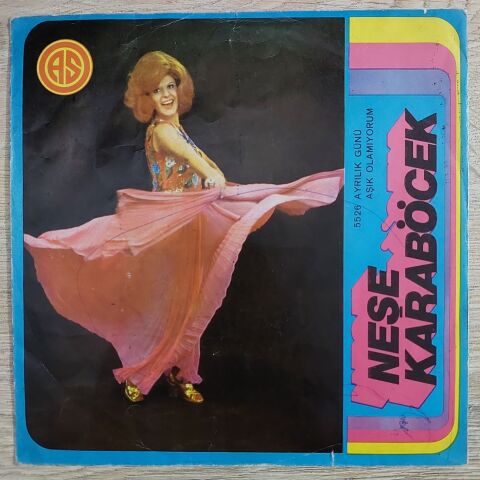 AS
5526 AYRILIK GÜNÜ
AŞIK OLAMIYORUM
NEŞE
KARABÖCEK